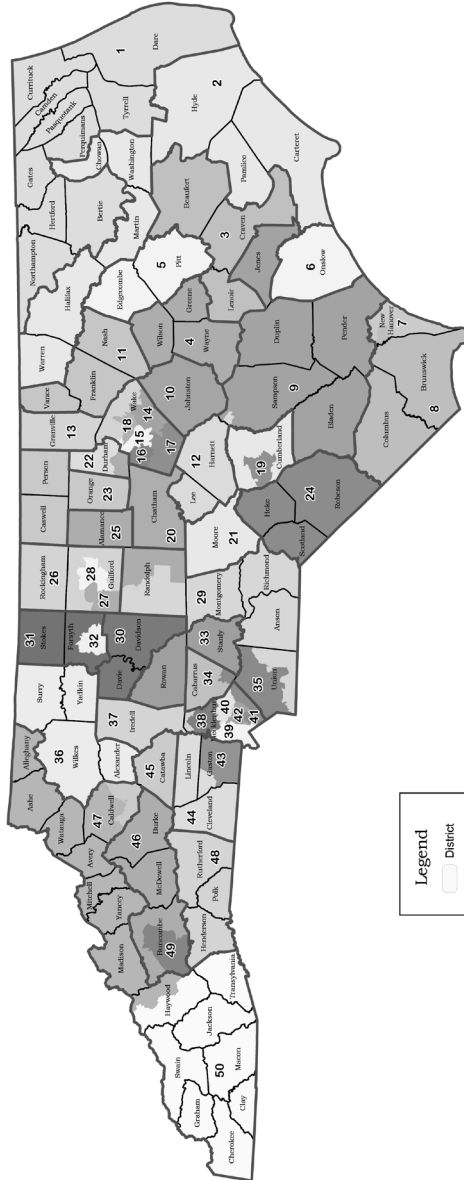 Cherokee
Graham
Clay
Swain
50
Macon
Jackson
Haywood
Transylvania
Madison
Buncombe
49
Henderson
Yancey
Mitchell
McDowell
Polk
Rutherford
48
Avery
46
Burke
47
Caldwell
Watauga
Ashe
Alleghany
Cleveland
44
Lincoln
Catawba
45
Gaston
43
36
Wilkes
Alexander
Surry
Yadkin
37
Iredell
31
Stokes
Forsyth
32
30
Davidson
Davie
Rowan
Cabarrus
34
38
39
40
42
41
35
Union
33
Stanly
26
Rockingham
28
27
Guilford
Randolph
29
Montgomery
Anson
Richmond
Caswell
Person
Alamance
25
Orange
23
22
Durham
20
Chatham
21
Moore
Lee
12
Harnett
Hoke
Scotland
24
Robeson
19
Cumberland
13
Granville
Vance
Warren
Franklin
18
Wake
14
15
16
17
10
Johnston
11
Nash
Wilson
4
Wayne
9
Sampson
Duplin
Bladen
Columbus
Pender
New
Hanover
7
Brunswick
8
Northampton
Halifax
Edgecombe
5
Pitt
Greene
Lenoir
Jones
3
Craven
6
Onslow
Gates
Hertford
Bertie
Martin
Beaufort
Pamlico
Carteret
Currituck
Camden
Pasquotank
Perquimans
Chowan
Washington
Tyrrell
1
Dare
2
Hyde
Legend
District